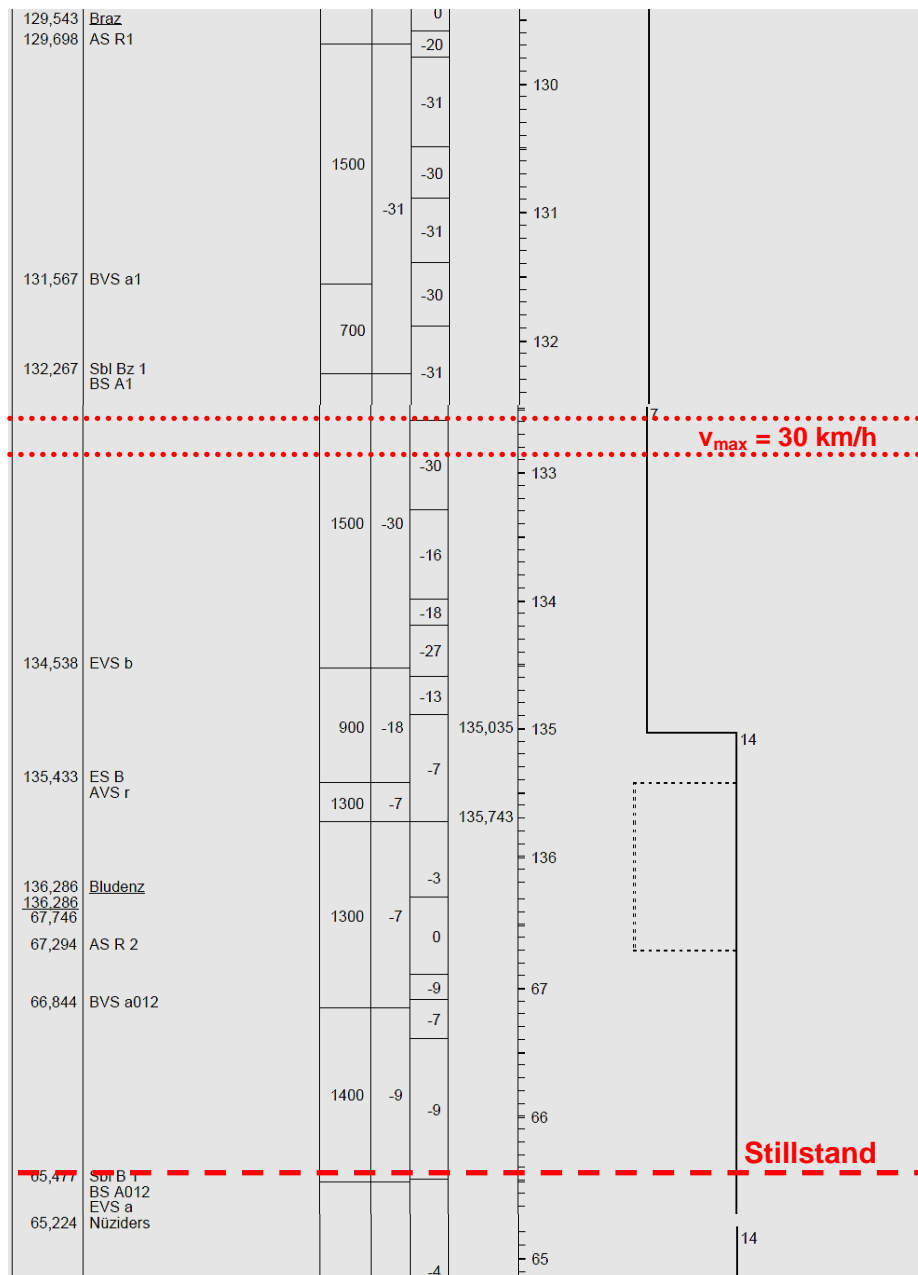 129,543 Braz 0
129,698 AS R1 -20
130
-31
1500
-30
-31 131
-31
131,567 BVS a1
-30
700
132
132,267 Sbl Bz 1 -31
BS A1
7
vmax = 30 km/h
-30 133
1500 -30
-16
134
-18
-27
134,538 EVS b
-13
900 -18 135,035 135
14
-7
135,433 ES B
AVS r
1300 -7
135,743
136
-3
136,286 Bludenz
136,286
67,746
1300 -7
0
67,294 AS R 2
-9 67
66,844 BVS a012
-7
1400 -9
-9
66
Stillstand
65,477 Sbl B 1
BS A012
EVS a
65,224 Nüziders
14
65
-4